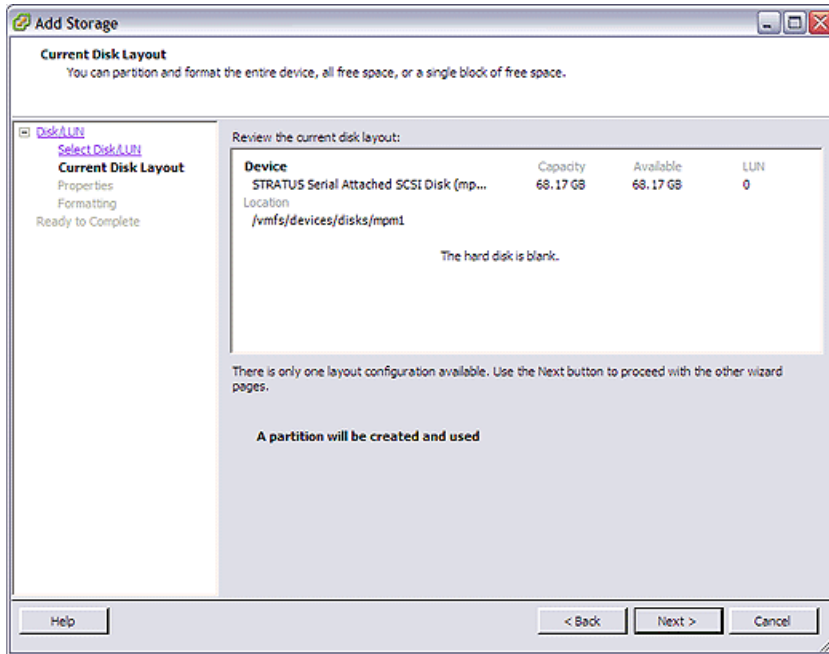 Add Storage
Current Disk Layout
You can partition and format the entire device, all free space, or a single block of free space.
Disk/LUN
Select Disk/LUN
Current Disk Layout
Properties
Formatting
Ready to Complete
Review the current disk layout:
Device Capacity Available LUN
STRATUS Serial Attached SCSI Disk (mp... 68.17 GB 68.17 GB 0
Location
/vmfs/devices/disks/mpm1
The hard disk is blank.
There is only one layout configuration available. Use the Next button to proceed with the other wizard
pages.
A partition will be created and used
Help < Back Next > Cancel